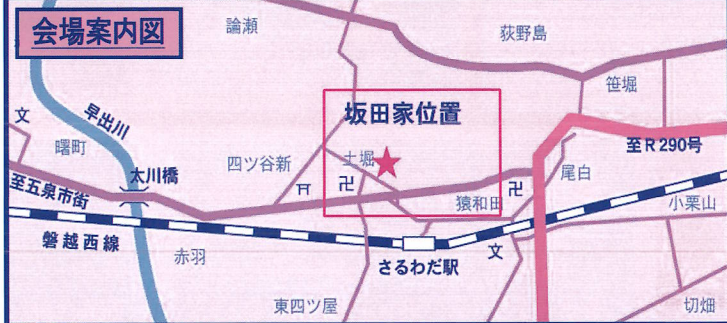 会場案内図
論瀬
荻野島
笹堀
早出川
文
曙町
坂田家位置
至R290号
太川橋
四ツ谷新
土堀
尾白
至五泉市街
卍
卍
猿和田
小栗山
磐越西線
赤羽
さるわだ駅
文
東四ツ屋
切畑